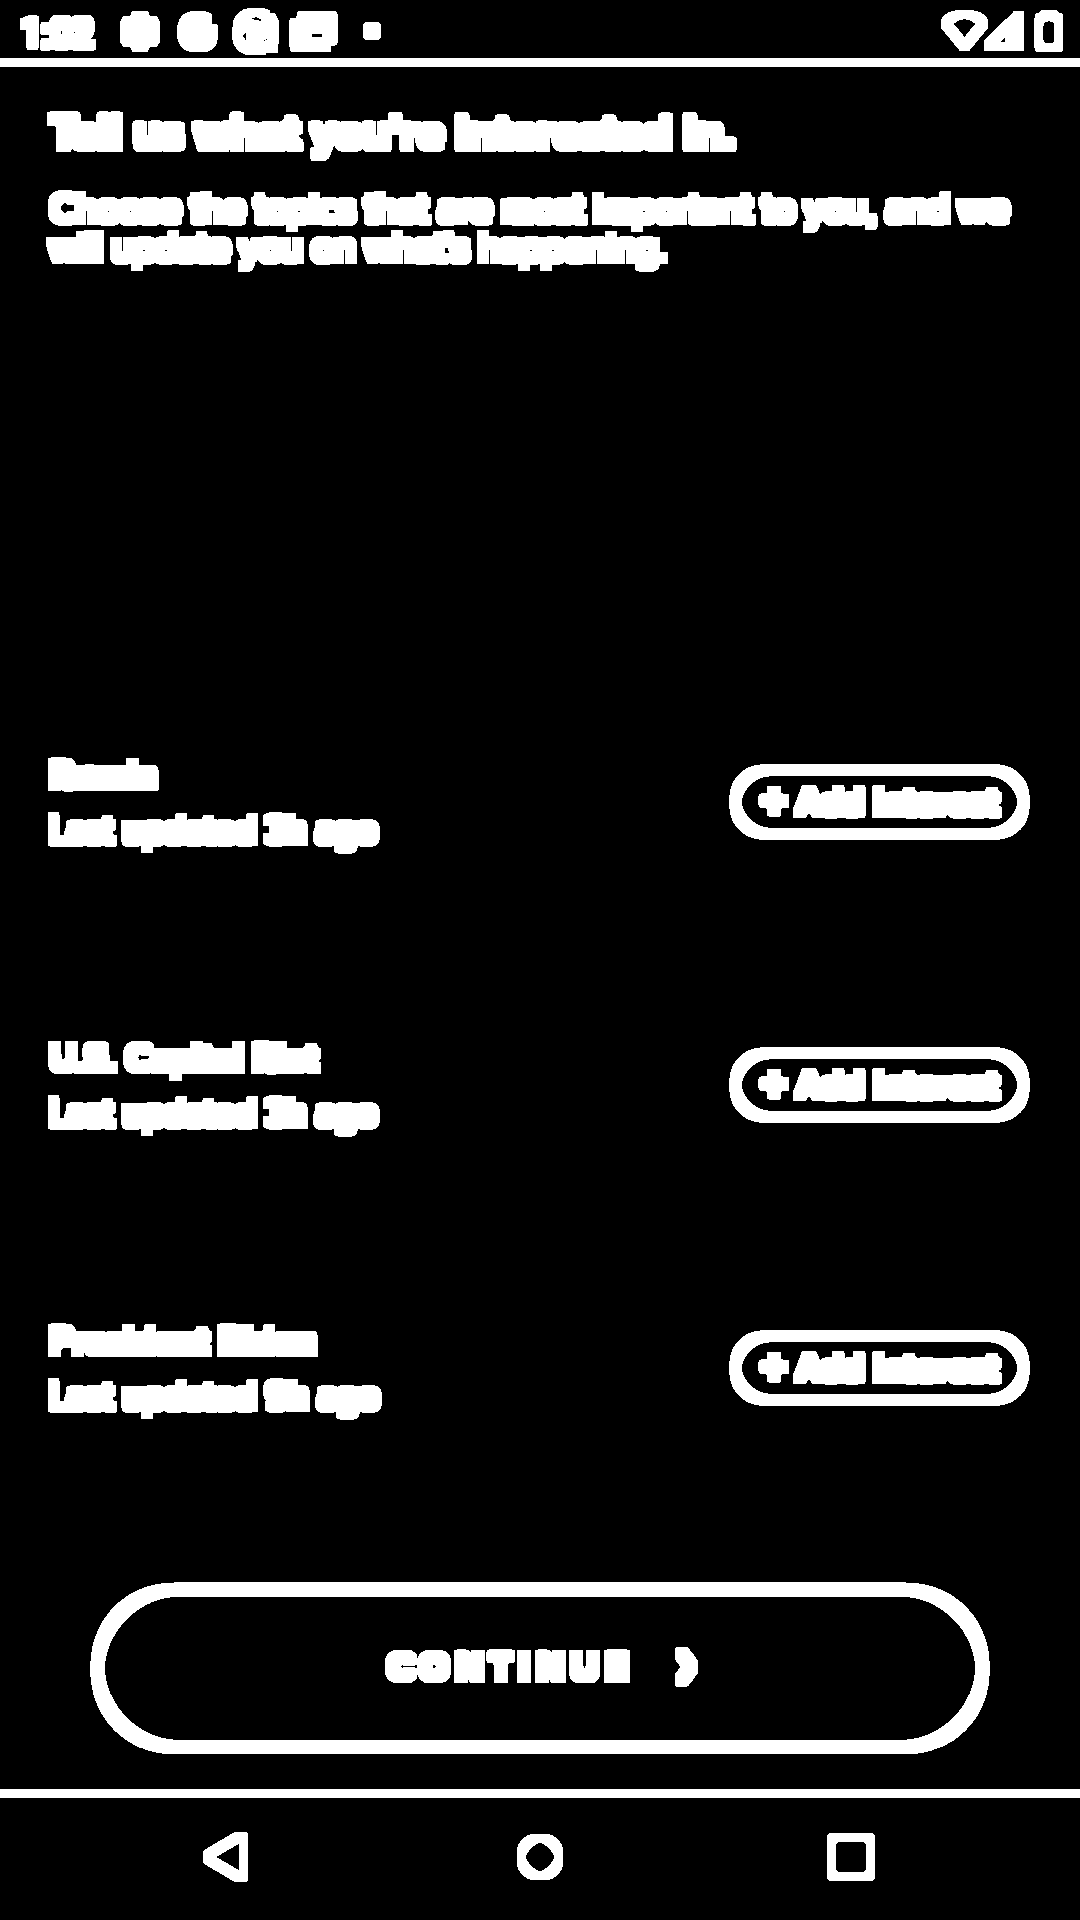 1:02
Tell us what you're interested in.
Choose the topics that are most important to you, and we
will update you on what's happening.
Russia
Last updated 3h ago
+ Add Interest
U.S. Capitol Riot
Last updated 3h ago
+ Add Interest
President Biden
Last updated 9h ago
+ Add Interest
CONTINUE